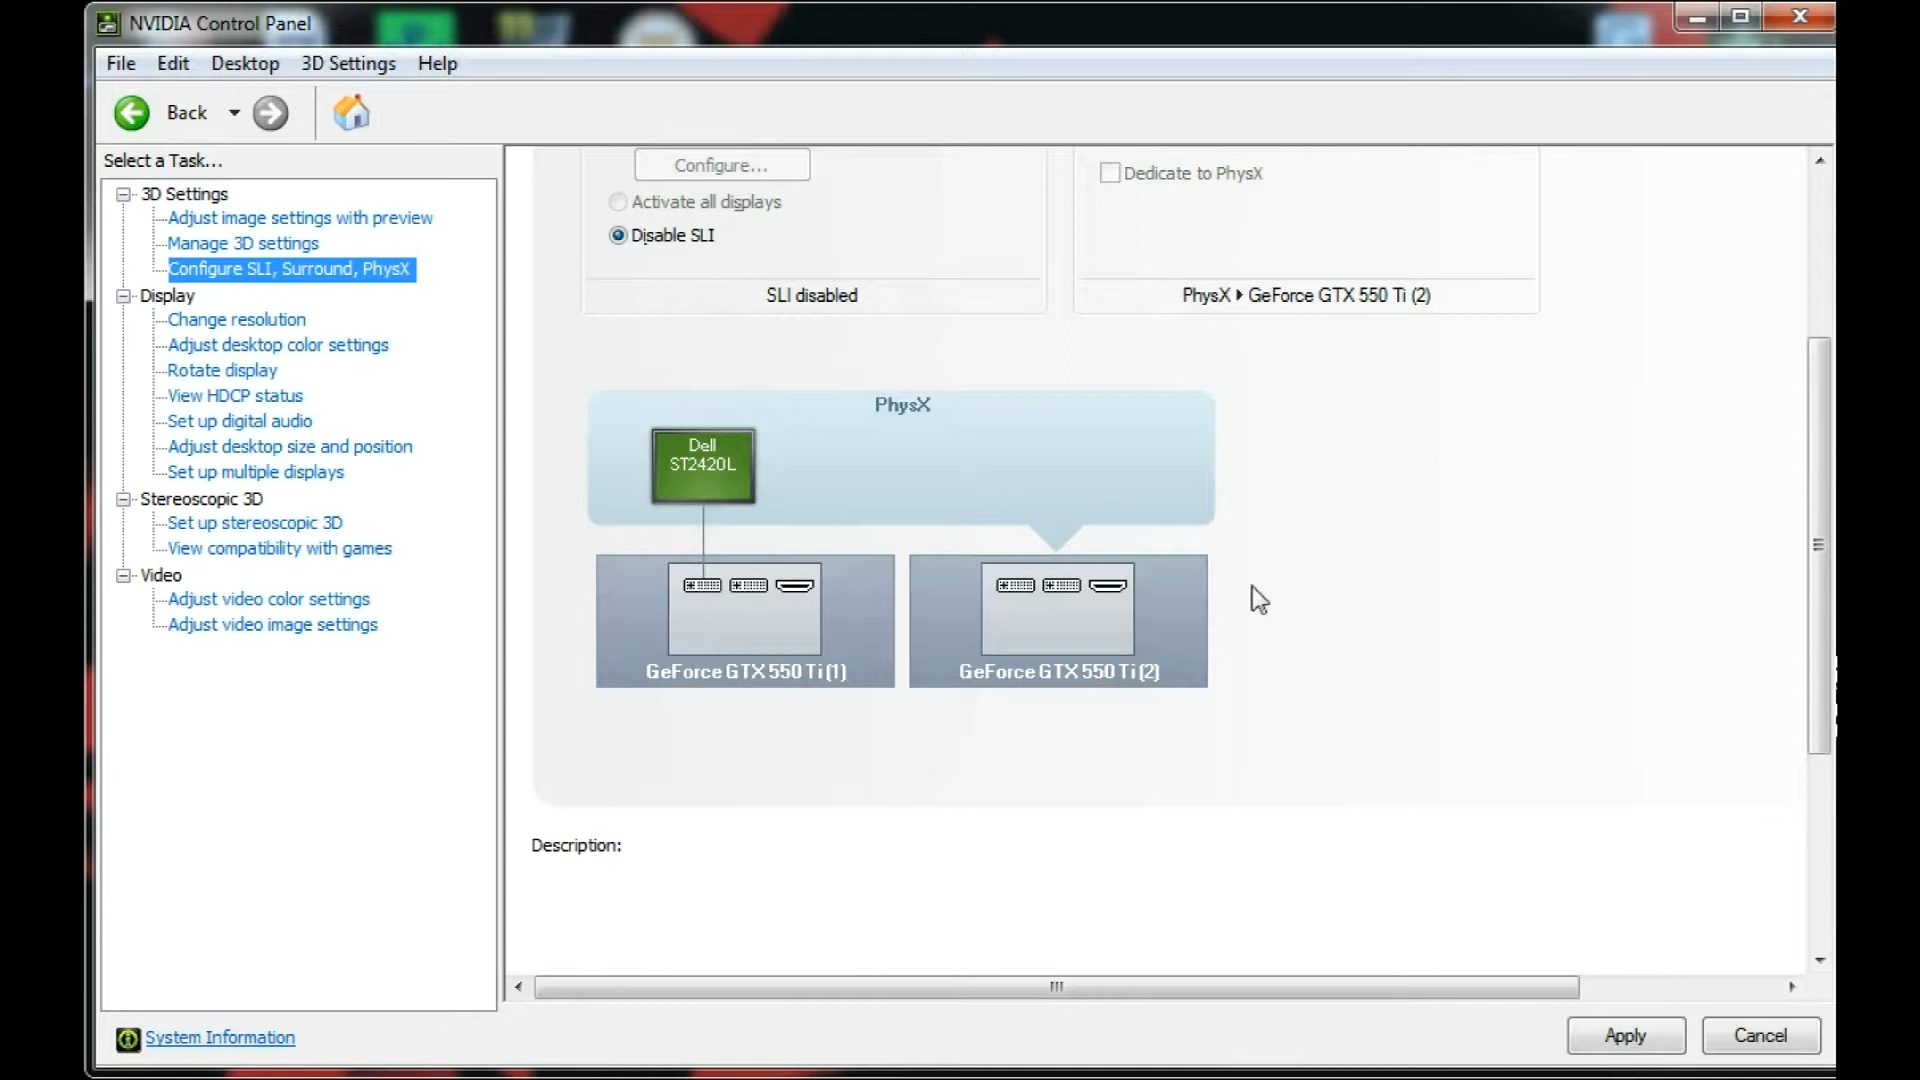 NVIDIA Control Panel
File Edit Desktop 3D Settings Help
Back
Select a Task...
3D Settings
Adjust image settings with preview
Manage 3D settings
Configure SLI, Surround, PhysX
Display
Change resolution
Adjust desktop color settings
Rotate display
View HDCP status
Set up digital audio
Adjust desktop size and position
Set up multiple displays
Stereoscopic 3D
Set up stereoscopic 3D
View compatibility with games
Video
Adjust video color settings
Adjust video image settings
System Information
Configure...
Activate all displays
Disable SLI
SLI disabled
Dedicate to PhysX
PhysX GeForce GTX 550 Ti (2)
PhysX
Dell
ST2420L
GeForce GTX 550 Ti (1)
GeForce GTX 550 Ti (2)
Description:
Apply
Cancel